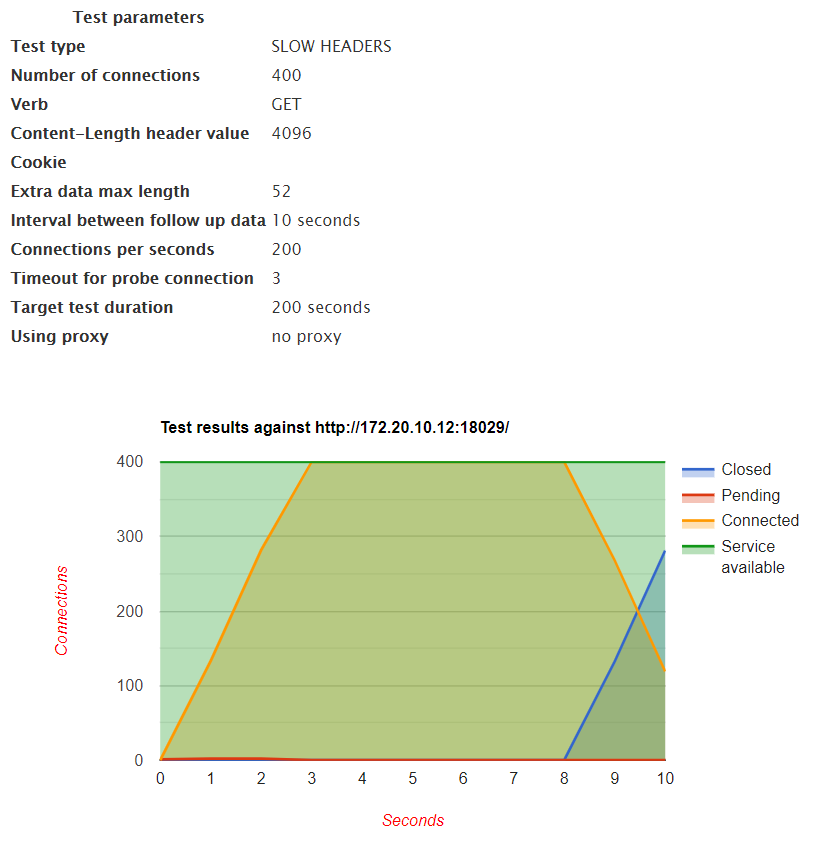 Test parameters
Test type SLOW HEADERS
Number of connections 400
Verb GET
Content-Length header value 4096
Cookie
Extra data max length 52
Interval between follow up data 10 seconds
Connections per seconds 200
Timeout for probe connection 3
Target test duration 200 seconds
Using proxy no proxy
Test results against http://172.20.10.12:18029/
400
300
200
100
0
Connections
0 1 2 3 4 5 6 7 8 9 10
Seconds
Closed
Pending
Connected
Service
available